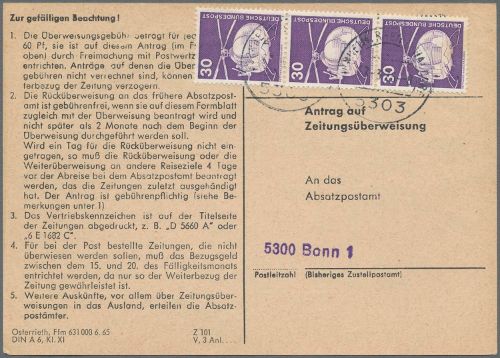 Zur gefälligen Beachtung!
1. Die Überweisungsgebühr beträgt für je
60 Pf, sie ist auf diesem Antrag (im F
oben) durch Freimachung mit Postwertz
entrichten. Anträge, auf denen die Über
gebühren nicht verrechnet sind, können
terbezug der Zeitung verzögern.
2. Die Rücküberweisung an das frühere Absatzpost-
amt ist gebührenfrei, wenn sie auf diesem Formblatt
zugleich mit der Überweisung beantragt wird und
nicht später als 2 Monate nach dem Beginn der
Überweisung durchgeführt werden soll.
Wird ein Tag für die Rücküberweisung nicht ein-
getragen, so muß die Rücküberweisung oder die
Weiterüberweisung an andere Reiseziele 4 Tage
vor der Abreise bei dem Absatzpostamt beantragt
werden, das die Zeitungen zuletzt ausgehändigt
hat. Der Antrag ist gebührenpflichtig (siehe Be-
merkungen unter 1)
3. Das Vertriebskennzeichen ist auf der Titelseite
der Zeitungen abgedruckt, z. B. „D 5660 A" oder
„6 E 1682 C".
4. Für bei der Post bestellte Zeitungen, die nicht
überwiesen werden sollen, muß das Bezugsgeld
zwischen dem 15. und 20. des Fälligkeitsmonats
entrichtet werden, da nur so der Weiterbezug der
Zeitung gewährleistet ist.
5. Weitere Auskünfte, vor allem über Zeitungsüber-
weisungen in das Ausland, erteilen die Absatz-
postämter.
Osterrieth, Ffm 631 008 6. 65
DIN A 6, Kl. XI
Z 101
V, 3 Anl. . . .
DEUTSCHE BUNDESPOST
30
DEUTSCHE BUNDESPOST
30
DEUTSCHE BUNDESPOST
30
5303
5303
Antrag auf
Zeitungsüberweisung
An das
Absatzpostamt
5300 Bonn 1
Postleitzahl
(Bisheriges Zustellpostamt)